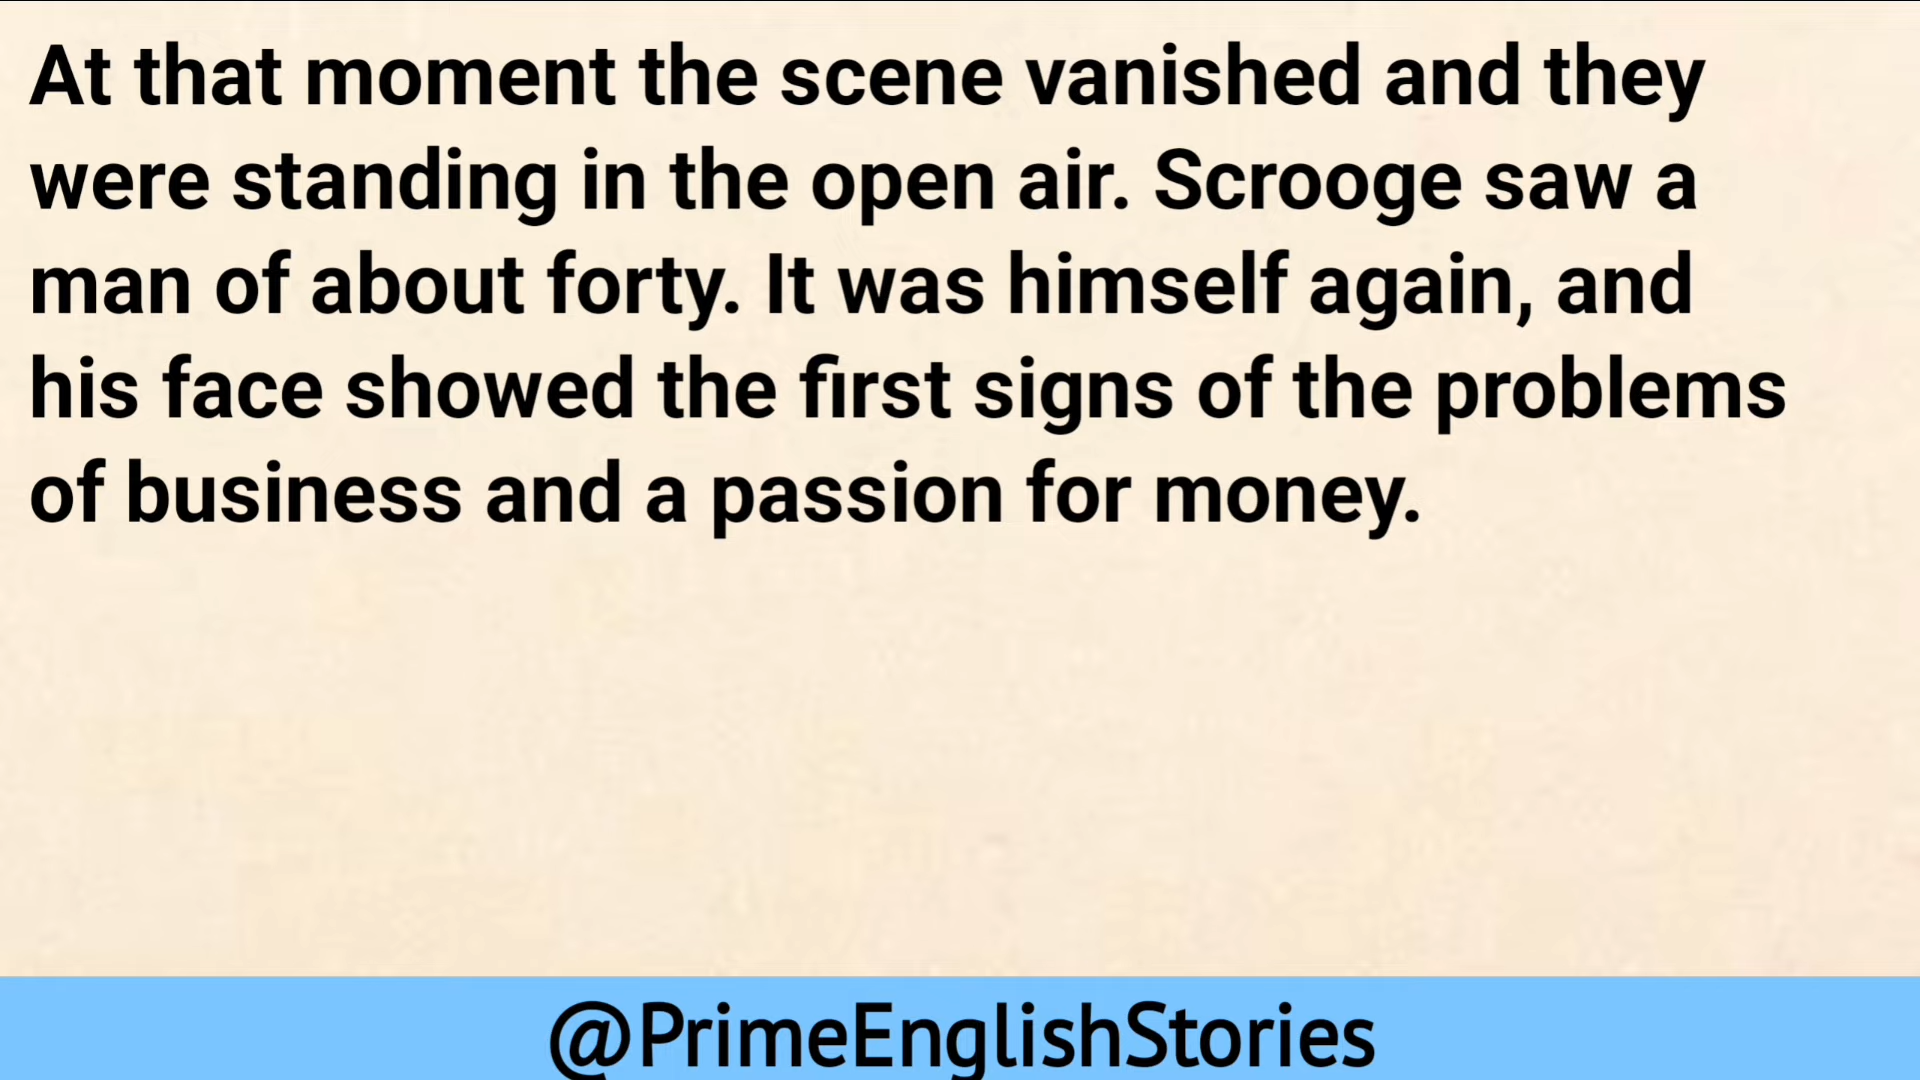 At that moment the scene vanished and they
were standing in the open air. Scrooge saw a
man of about forty. It was himself again, and
his face showed the first signs of the problems
of business and a passion for money.
@PrimeEnglishStories